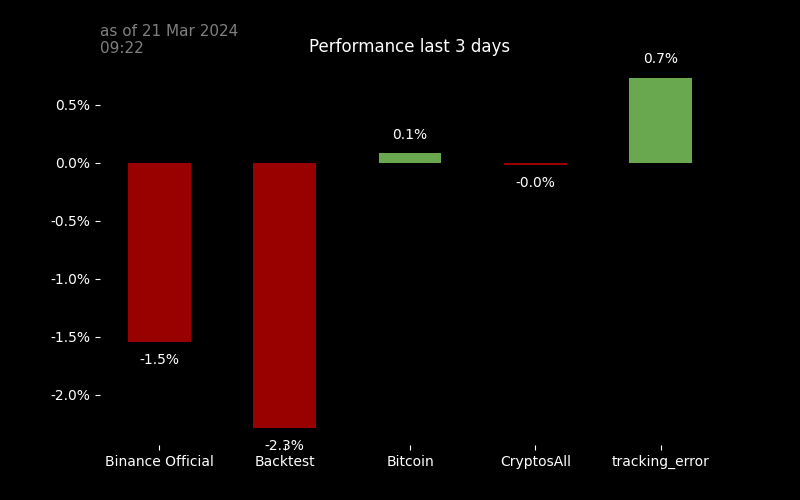 as of 21 Mar 2024
09:22
Performance last 3 days
0.7%
0.5%
0.1%
0.0%
-0.0%
-0.5%
-1.0%
-1.5%
-1.5%
-2.0%
-2.3%
Binance Official
Backtest
Bitcoin
CryptosAll
tracking_error